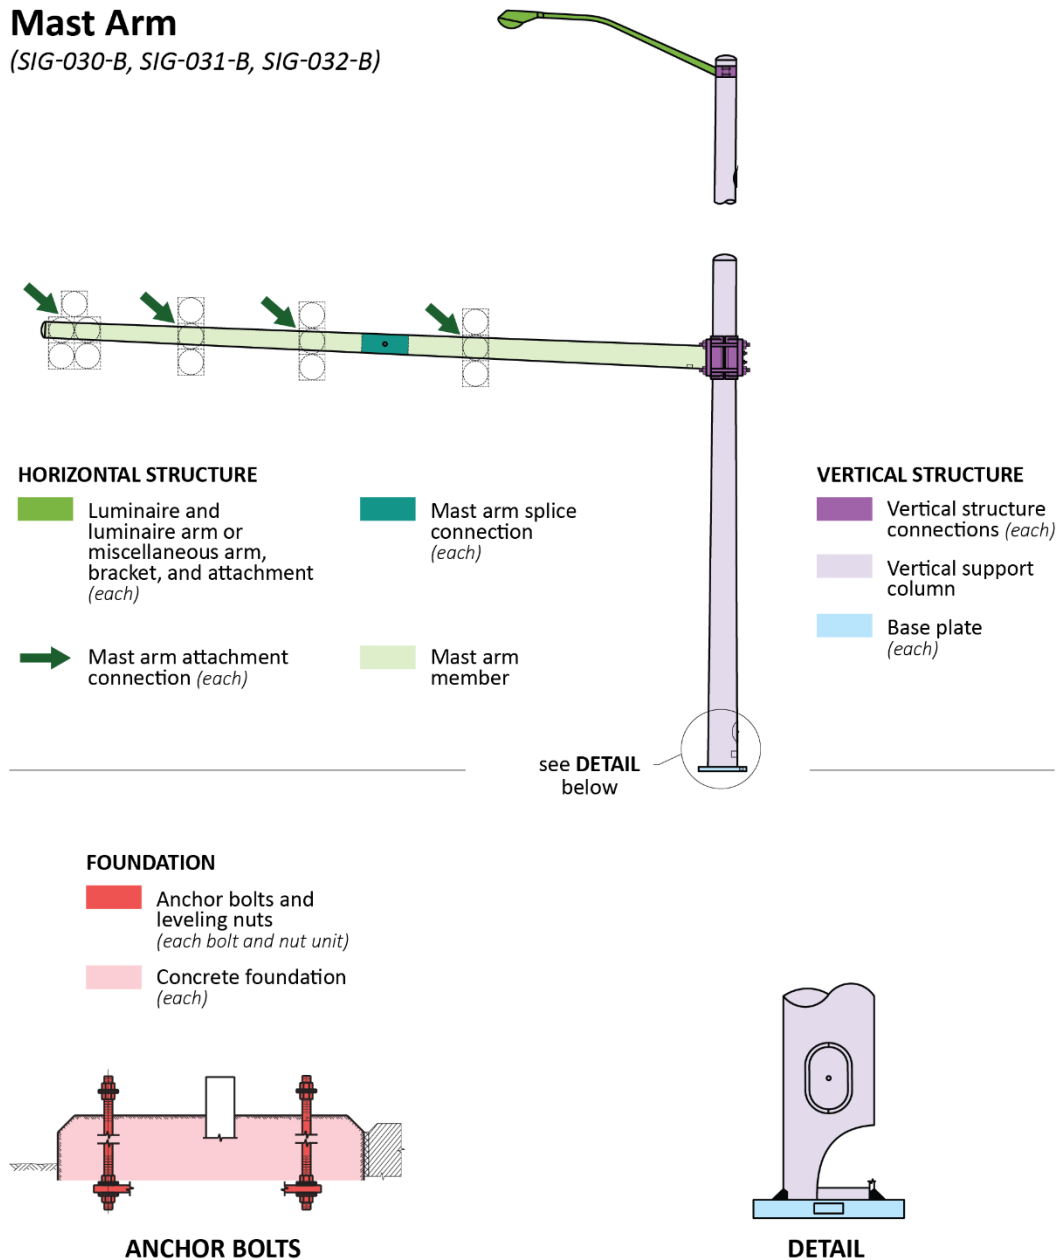 Mast Arm
(SIG-030-B, SIG-031-B, SIG-032-B)
HORIZONTAL STRUCTURE
Luminaire and
luminaire arm or
miscellaneous arm,
bracket, and attachment
(each)
Mast arm attachment
connection (each)
Mast arm splice
connection
(each)
Mast arm
member
VERTICAL STRUCTURE
Vertical structure
connections (each)
Vertical support
column
Base plate
(each)
see DETAIL
below
FOUNDATION
Anchor bolts and
leveling nuts
(each bolt and nut unit)
Concrete foundation
(each)
ANCHOR BOLTS
DETAIL